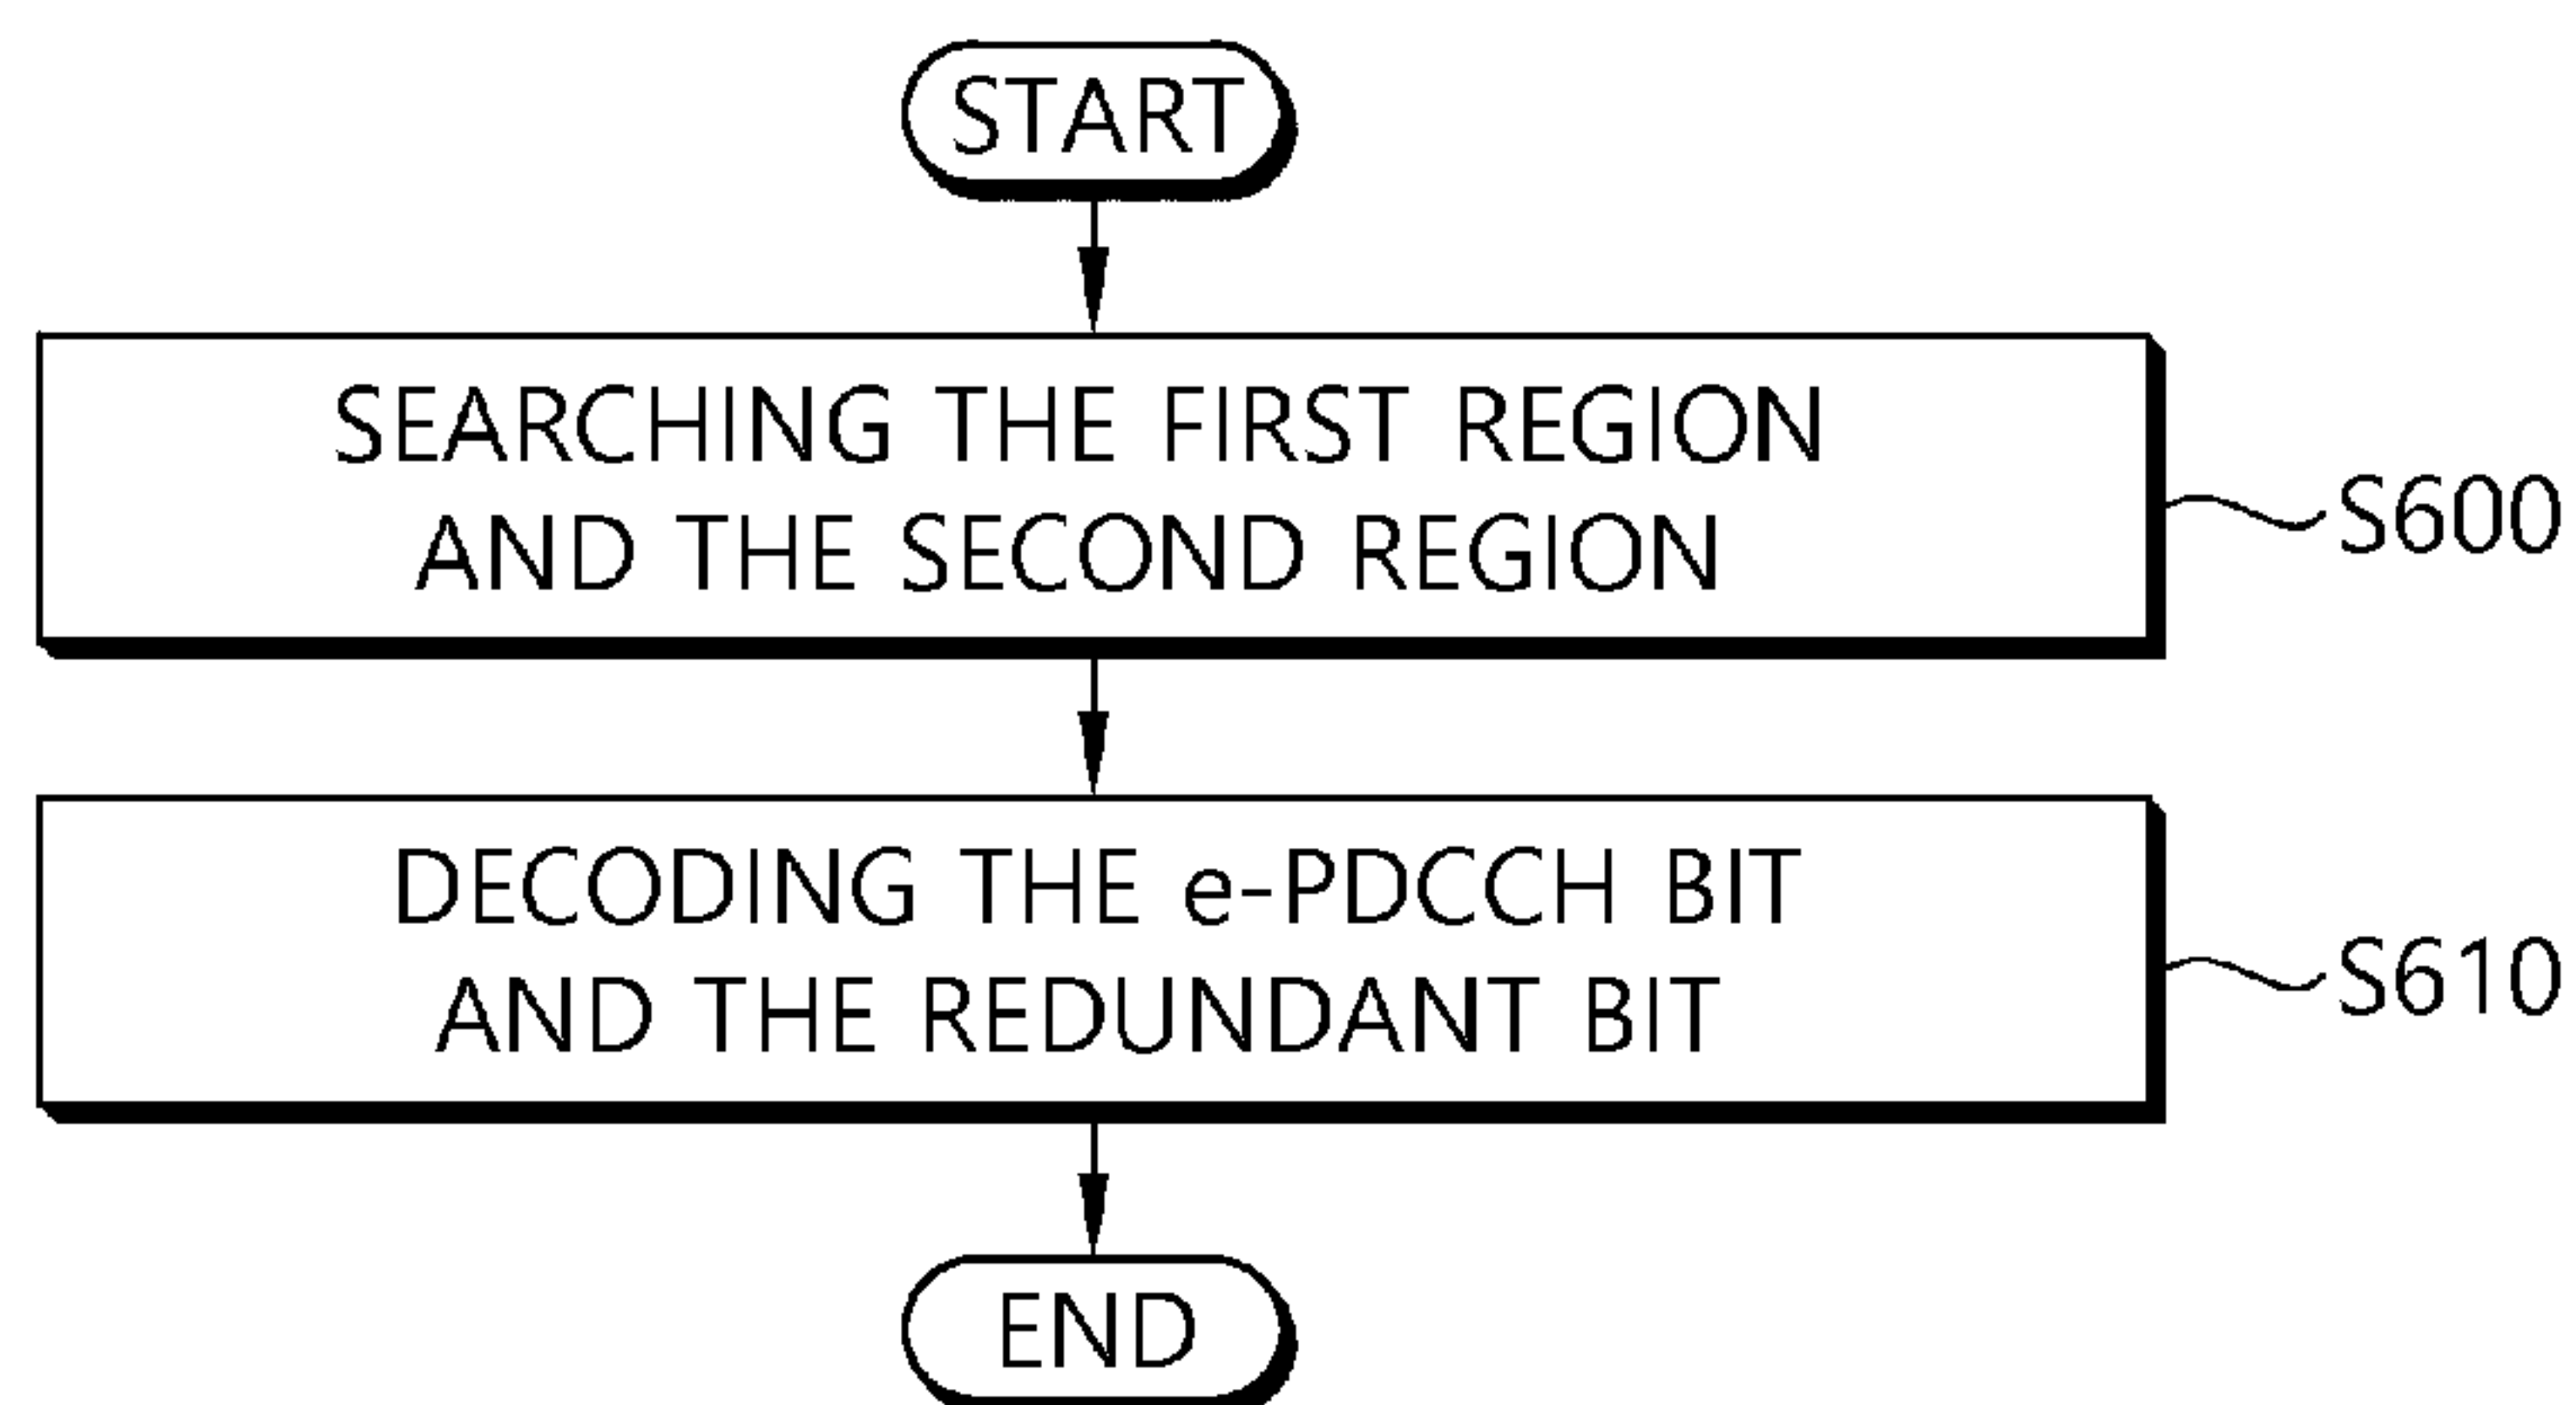 START
SEARCHING THE FIRST REGION
AND THE SECOND REGION
S600
DECODING THE e-PDCCH BIT
AND THE REDUNDANT BIT
S610
END